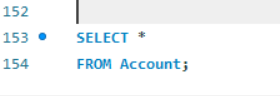 152
153 SELECT *
154 FROM Account;